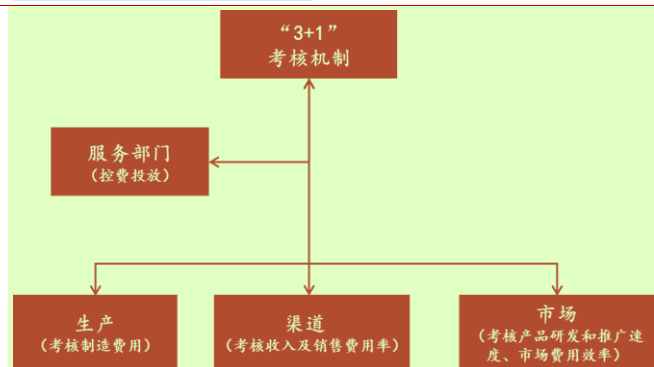 “3+1”
考核机制
服务部门
（控费投放）
生产
（考核制造费用）
渠道
（考核收入及销售费用率）
市场
（考核产品研发和推广速
度、市场费用效率）